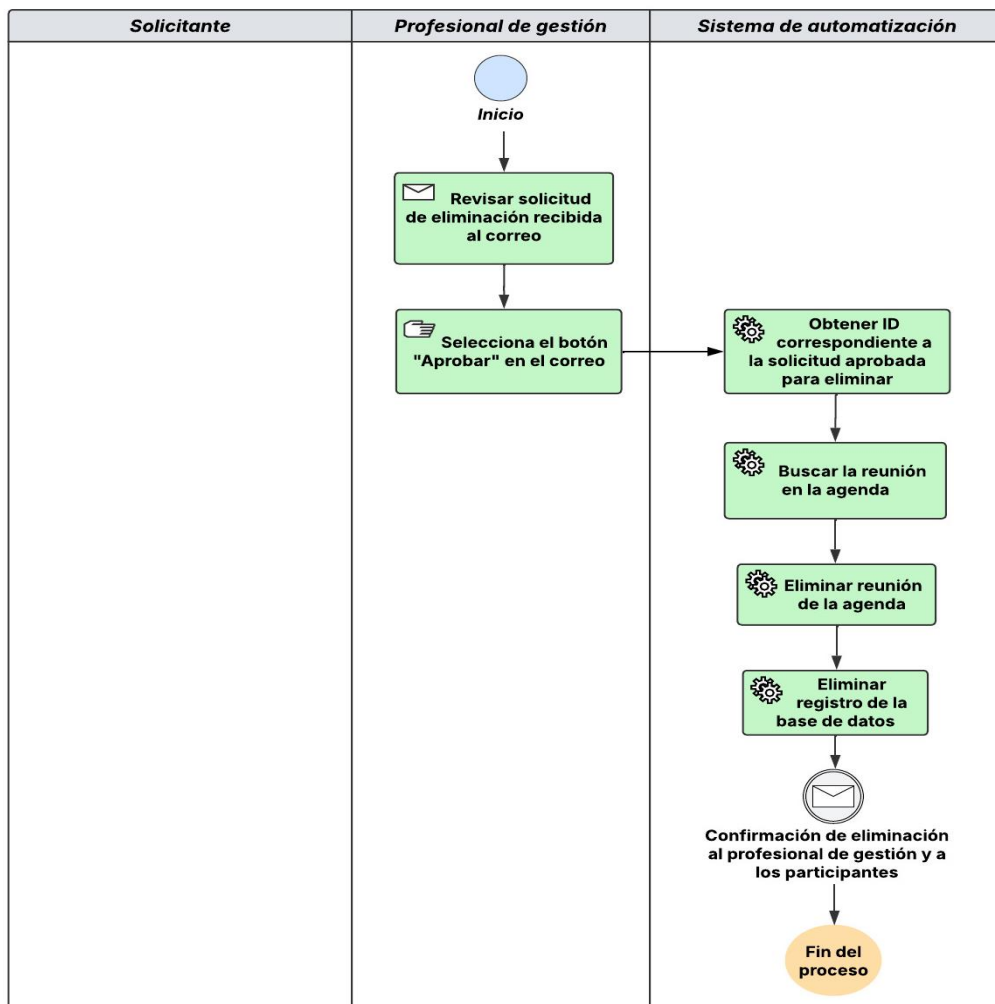 Solicitante
Profesional de gestión
Sistema de automatización
Inicio
Revisar solicitud
de eliminación recibida
al correo
Selecciona el botón
"Aprobar" en el correo
Obtener ID
correspondiente a
la solicitud aprobada
para eliminar
Buscar la reunión
en la agenda
Eliminar reunión
de la agenda
Eliminar
registro de la
base de datos
Confirmación de eliminación
al profesional de gestión y a
los participantes
Fin del
proceso